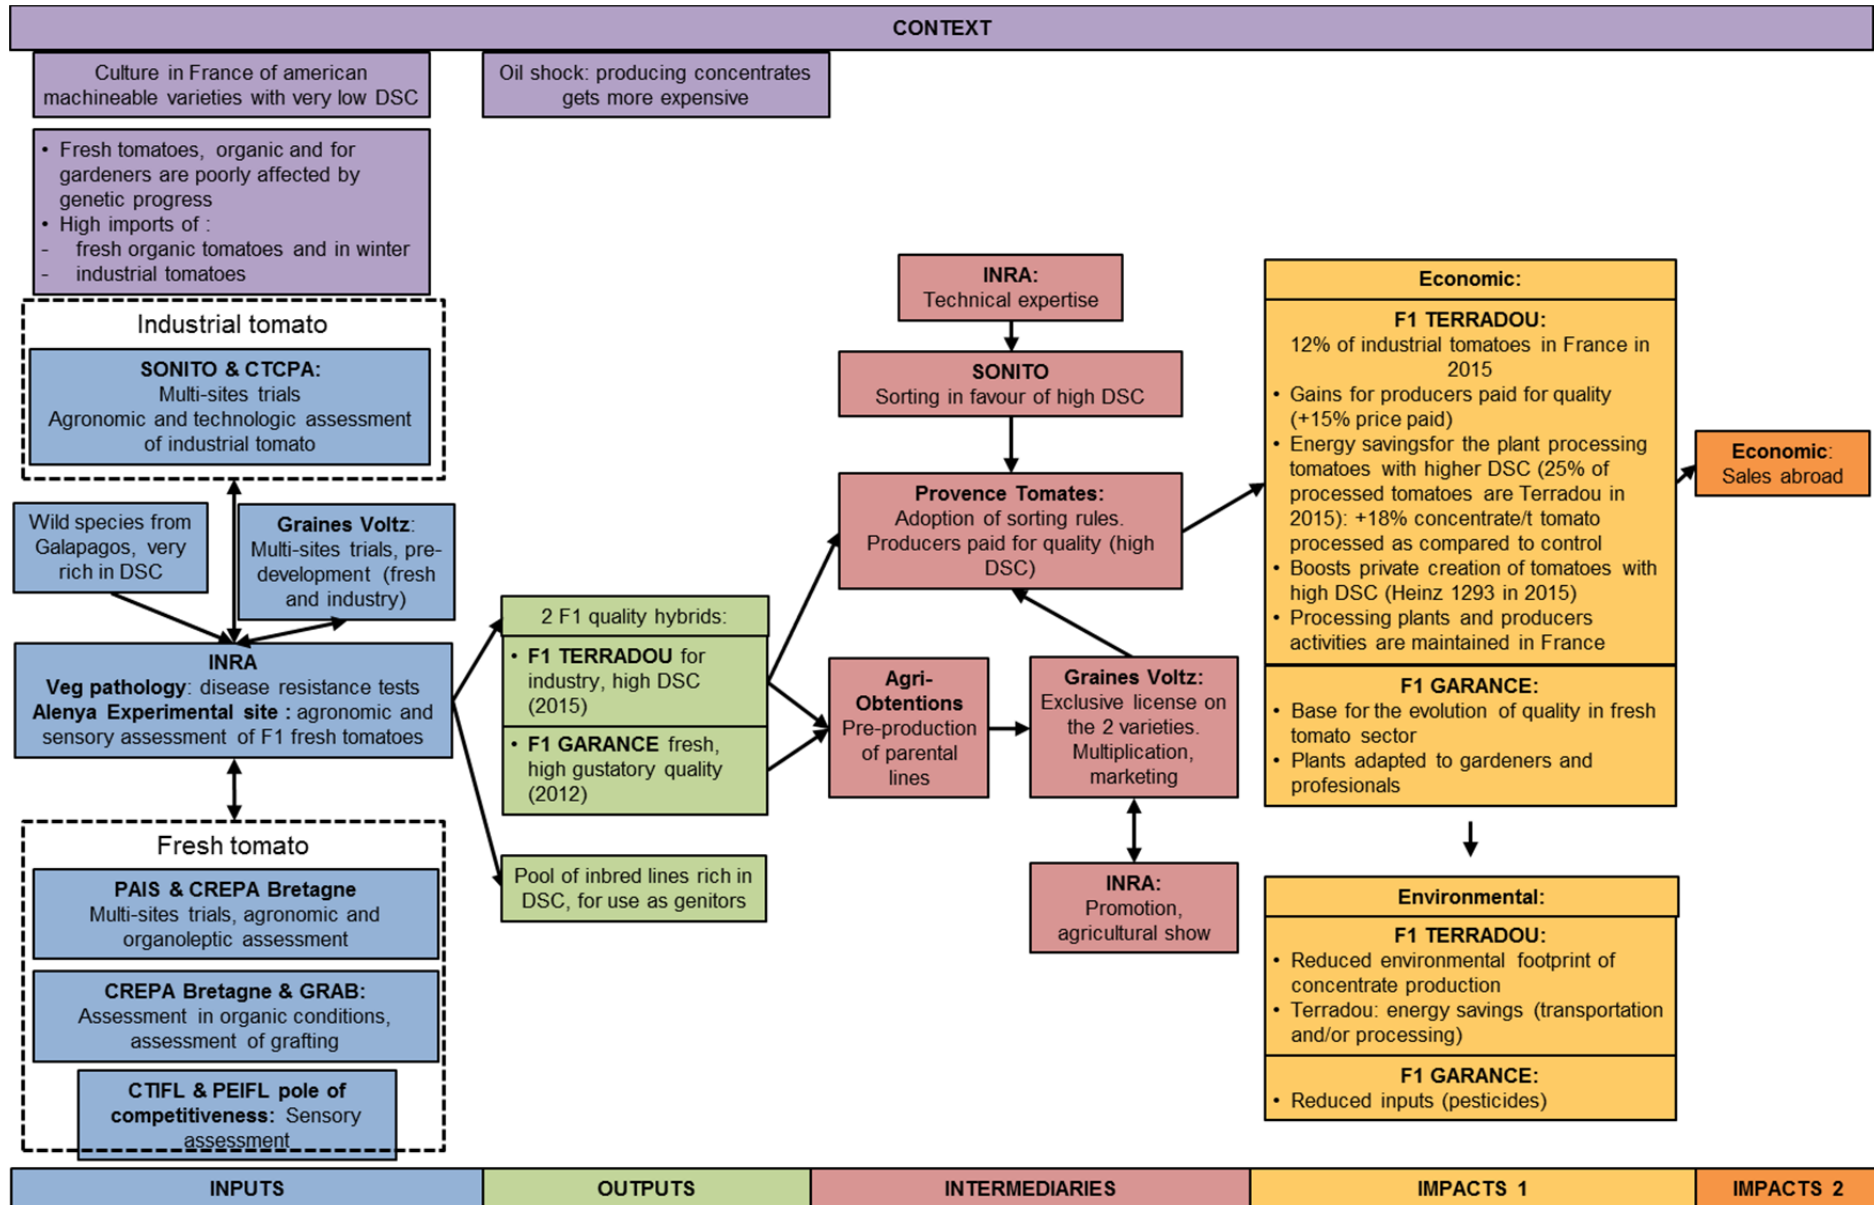 CONTEXT
Culture in France of american
machineable varieties with very low DSC
Oil shock: producing concentrates
gets more expensive
• Fresh tomatoes, organic and for
gardeners are poorly affected by
genetic progress
• High imports of :
- fresh organic tomatoes and in winter
- industrial tomatoes
Industrial tomato
SONITO & CTCPA:
Multi-sites trials
Agronomic and technologic assessment
of industrial tomato
Wild species from
Galapagos, very
rich in DSC
Graines Voltz:
Multi-sites trials, pre-
development (fresh
and industry)
INRA
Veg pathology: disease resistance tests
Alenya Experimental site : agronomic and
sensory assessment of F1 fresh tomatoes
Fresh tomato
PAIS & CREPA Bretagne
Multi-sites trials, agronomic and
organoleptic assessment
CREPA Bretagne & GRAB:
Assessment in organic conditions,
assessment of grafting
CTIFL & PEIFL pole of
competitiveness: Sensory
assessment
2 F1 quality hybrids:
• F1 TERRADOU for
industry, high DSC
(2015)
• F1 GARANCE fresh,
high gustatory quality
(2012)
Pool of inbred lines rich in
DSC, for use as genitors
INRA:
Technical expertise
SONITO
Sorting in favour of high DSC
Provence Tomates:
Adoption of sorting rules.
Producers paid for quality (high
DSC)
Agri-
Obtentions
Pre-production
of parental
lines
Graines Voltz:
Exclusive license on
the 2 varieties.
Multiplication,
marketing
INRA:
Promotion,
agricultural show
Economic:
F1 TERRADOU:
12% of industrial tomatoes in France in
2015
• Gains for producers paid for quality
(+15% price paid)
• Energy savingsfor the plant processing
tomatoes with higher DSC (25% of
processed tomatoes are Terradou in
2015): +18% concentrate/t tomato
processed as compared to control
• Boosts private creation of tomatoes with
high DSC (Heinz 1293 in 2015)
• Processing plants and producers
activities are maintained in France
F1 GARANCE:
• Base for the evolution of quality in fresh
tomato sector
• Plants adapted to gardeners and
profesionals
Environmental:
F1 TERRADOU:
• Reduced environmental footprint of
concentrate production
• Terradou: energy savings (transportation
and/or processing)
F1 GARANCE:
• Reduced inputs (pesticides)
Economic:
Sales abroad
INPUTS
OUTPUTS
INTERMEDIARIES
IMPACTS 1
IMPACTS 2